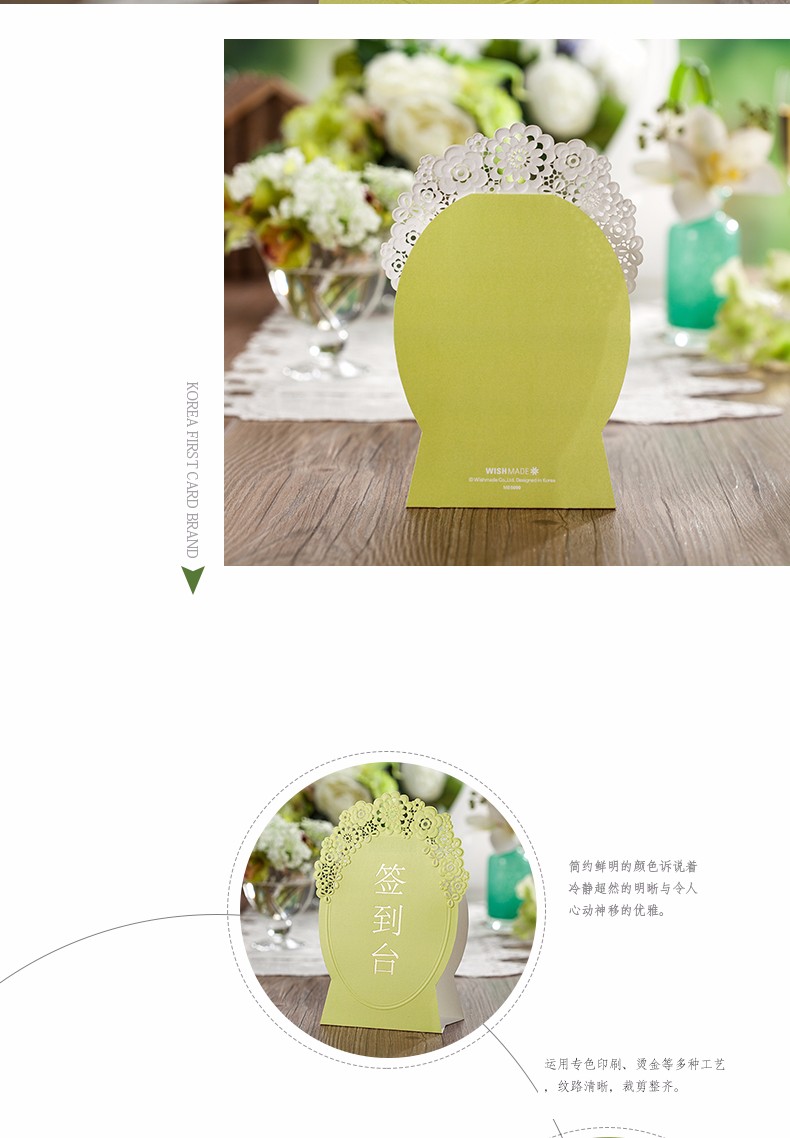 WISHMADE
©Wishmade Co.,Ltd. Designed in Korea
KOREA FIRST CARD BRAND
签
到
台
简约鲜明的颜色诉说着
冷静超然的明晰与令人
心动神移的优雅。
运用专色印刷、烫金等多种工艺
，纹路清晰，裁剪整齐。